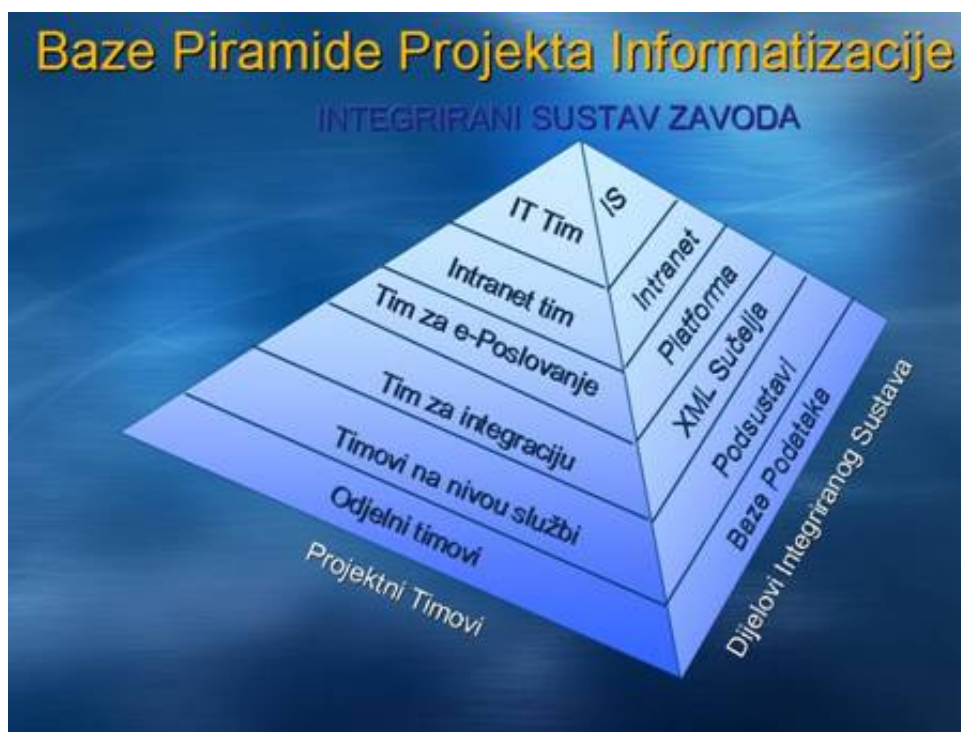 Baze Piramide Projekta Informatizacije
INTEGRIRANI SUSTAV ZAVODA
IT Tim
Intranet tim
Tim za e-Poslovanje
Tim za integraciju
Timovi na nivou službi
Odjelni timovi
Projektni Timovi
IS
Intranet
Platforma
XML Sučelja
Podsustavi
Baze Podataka
Dijelovi Integriranog Sustava